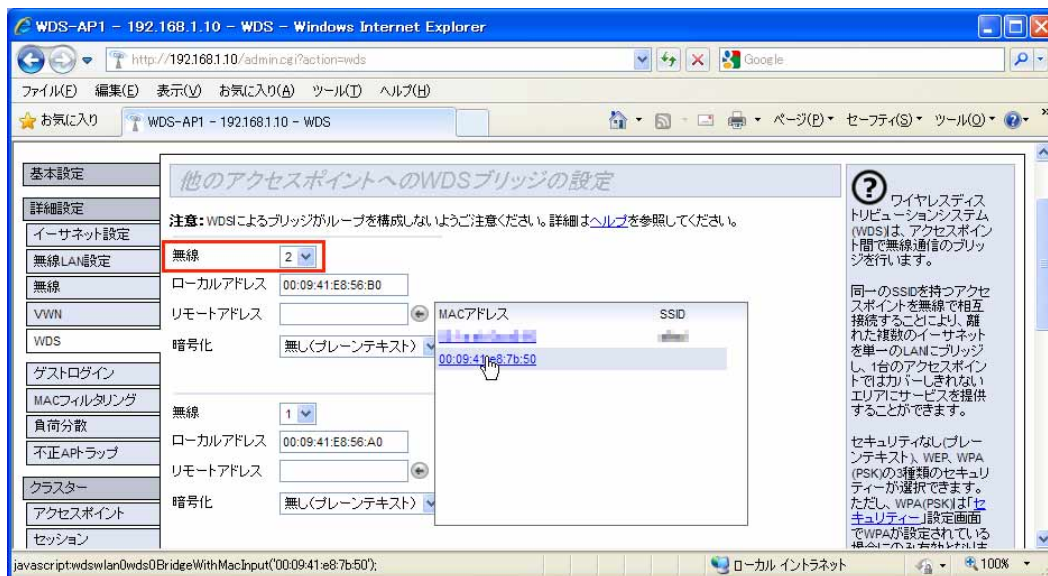 WDS-AP1 - 192.168.1.10 - WDS - Windows Internet Explorer
http://192.168.1.10/admin.cgi?action=wds
Google
ファイル(F) 編集(E) 表示(V) お気に入り(A) ツール(T) ヘルプ(H)
お気に入り
WDS-AP1 - 192.168.1.10 - WDS
ページ(P) セーフティ(S) ツール(O)
基本設定
詳細設定
イーサネット設定
無線LAN設定
無線
VWN
WDS
ゲストログイン
MACフィルタリング
負荷分散
不正APトラップ
クラスター
アクセスポイント
セッション
他のアクセスポイントへのWDSブリッジの設定
注意: WDSによるブリッジがループを構成しないようご注意ください。詳細はヘルプを参照してください。
無線 2
ローカルアドレス 00:09:41:E8:56:B0
リモートアドレス
暗号化 無し(プレーンテキスト)
MACアドレス SSID
00:09:41:e8:7b:50
無線 1
ローカルアドレス 00:09:41:E8:56:A0
リモートアドレス
暗号化 無し(プレーンテキスト)
?
ワイヤレスディス
トリビューションシステム
(WDS)は、アクセスポイン
ト間で無線通信のブリッ
ジを行います。
同一のSSIDを持つアクセ
スポイントを無線で相互
接続することにより、離
れた複数のイーサネット
を単一のLANにブリッジ
し、1台のアクセスポイン
トではカバーしきれない
エリアにサービスを提供
することができます。
セキュリティなし(プレー
ンテキスト)、WEP、WPA
(PSK)の3種類のセキュリ
ティーが選択できます。
ただし、WPA(PSK)は「セ
キュリティー」設定画面
でWPAが設定されている
場合にのみ有効となりま
javascript:wdswlan0wds0BridgeWithMacInput('00:09:41:e8:7b:50');
ローカル イントラネット
100%